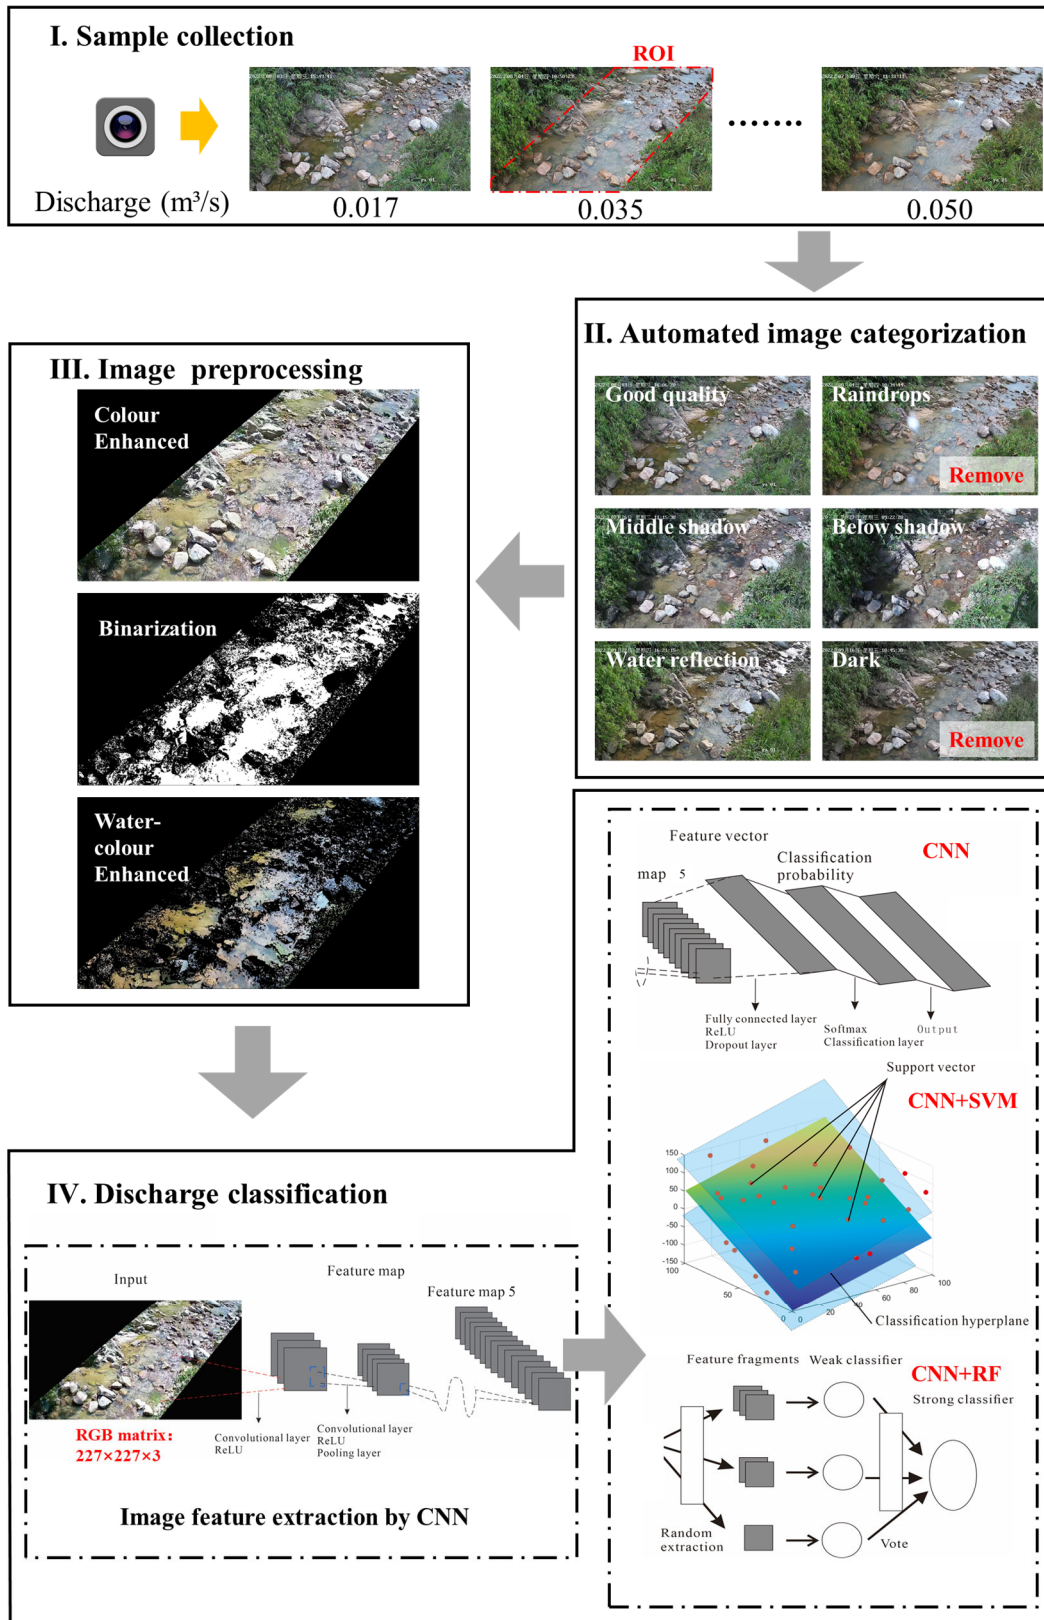 I. Sample collection
ROI
.......
Discharge (m³/s)
0.017
0.035
0.050
II. Automated image categorization
Good quality
Raindrops
Remove
Middle shadow
Below shadow
Water reflection
Dark
Remove
III. Image preprocessing
Colour
Enhanced
Binarization
Water-
colour
Enhanced
IV. Discharge classification
Input
Feature map
Feature map 5
RGB matrix:
227×227×3
Convolutional layer
ReLU
Convolutional layer
ReLU
Pooling layer
Image feature extraction by CNN
CNN
Feature vector
map 5
Classification
probability
Fully connected layer
ReLU
Dropout layer
Softmax
Classification layer
Output
CNN+SVM
Support vector
150
100
50
0
-50
-100
-150
100
50
0
0
20
40
60
80
100
Classification hyperplane
CNN+RF
Feature fragments
Weak classifier
Strong classifier
Random
extraction
Vote